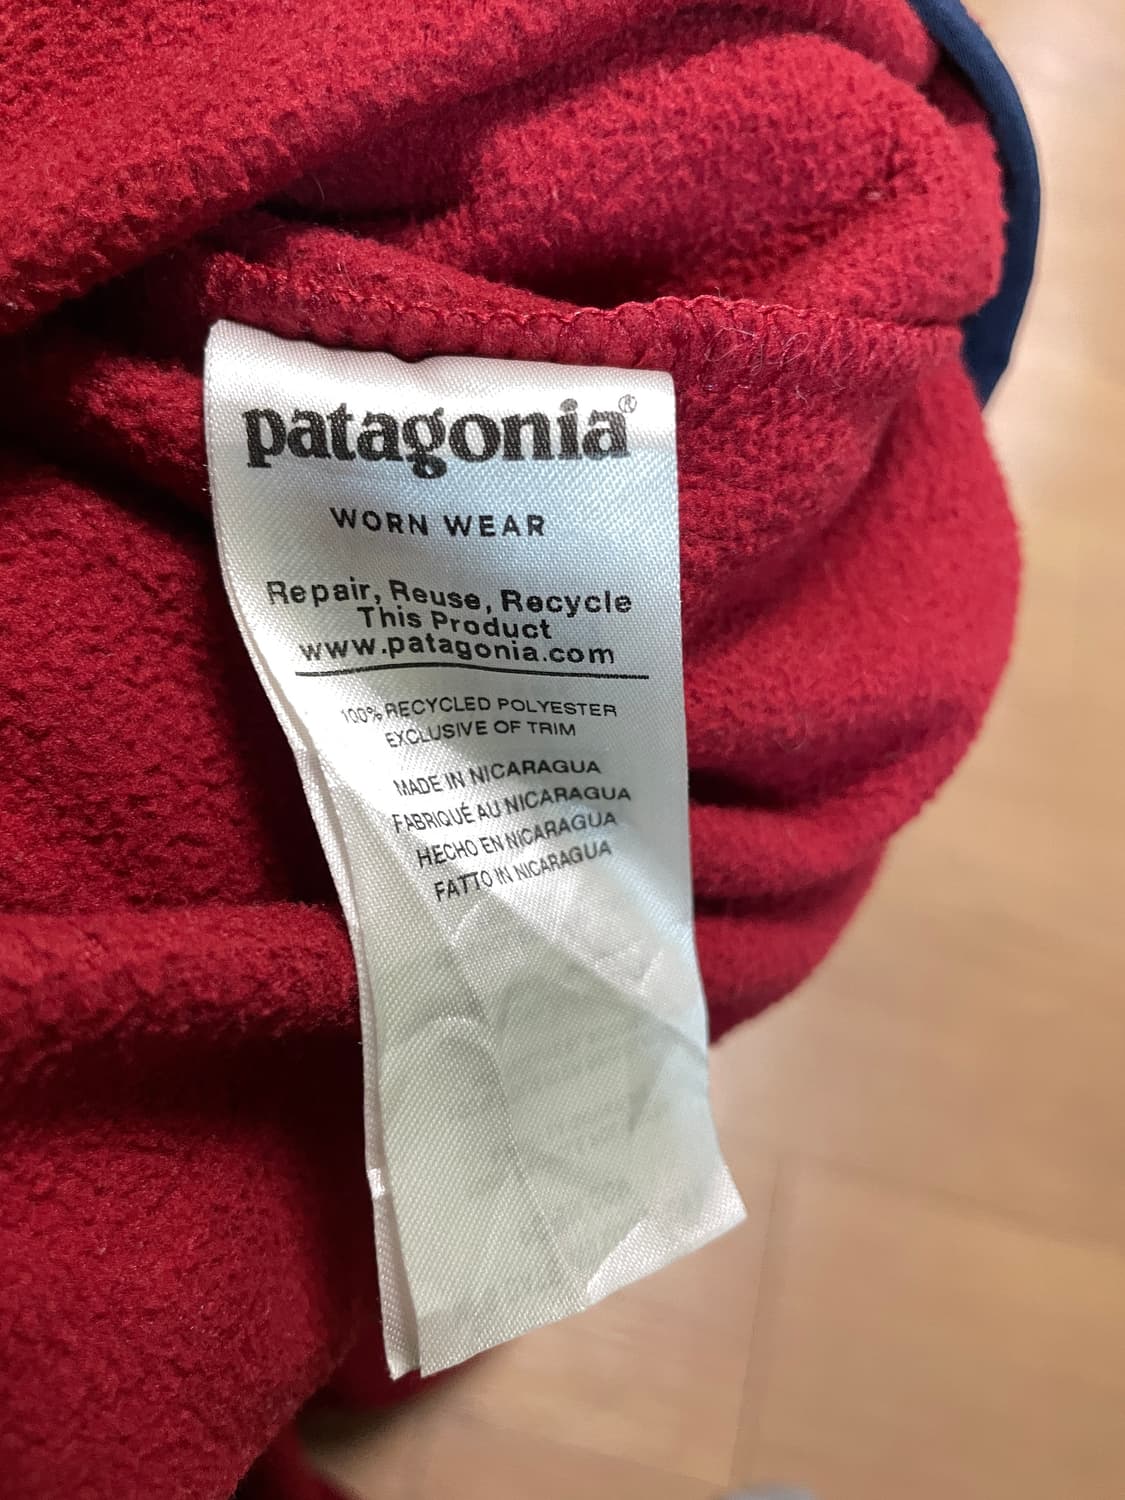 patagonia®
WORN WEAR
Repair, Reuse, Recycle
This Product
www.patagonia.com
100% RECYCLED POLYESTER
EXCLUSIVE OF TRIM
MADE IN NICARAGUA
FABRIQUÉ AU NICARAGUA
HECHO EN NICARAGUA
FATTO IN NICARAGUA